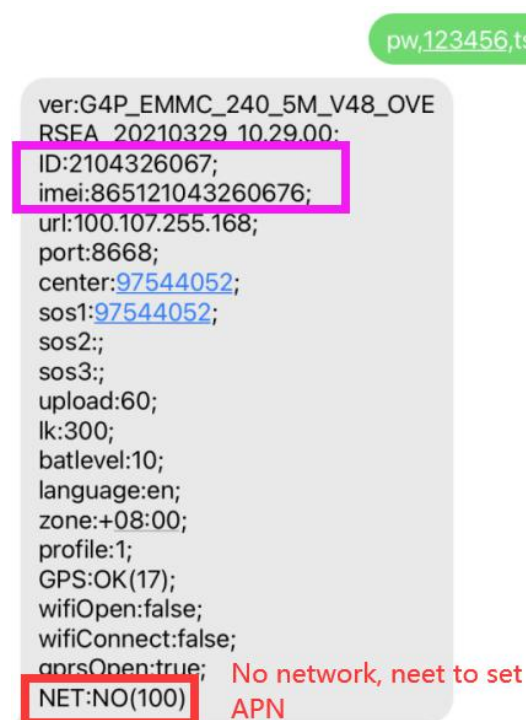 pw,123456,ts
ver:G4P_EMMC_240_5M_V48_OVE
RSEA_20210329_10.29.00;
ID:2104326067;
imei:865121043260676;
url:100.107.255.168;
port:8668;
center:97544052;
sos1:97544052;
sos2:;
sos3:;
upload:60;
lk:300;
batlevel:10;
language:en;
zone:+08:00;
profile:1;
GPS:OK(17);
wifiOpen:false;
wifiConnect:false;
gprsOpen:true;
NET:NO(100)
No network, neet to set
APN